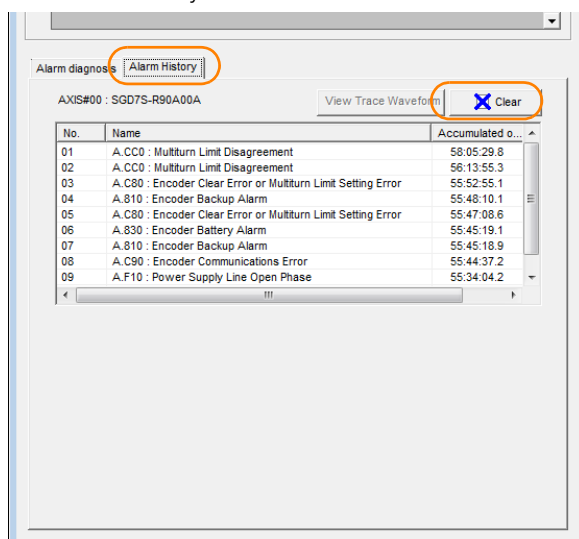 Alarm diagnosis Alarm History
AXIS#00 : SGD7S-R90A00A View Trace Waveform Clear
No. Name Accumulated o...
01 A.CC0 : Multiturn Limit Disagreement 58:05:29.8
02 A.CC0 : Multiturn Limit Disagreement 56:13:55.3
03 A.C80 : Encoder Clear Error or Multiturn Limit Setting Error 55:52:55.1
04 A.810 : Encoder Backup Alarm 55:48:10.1
05 A.C80 : Encoder Clear Error or Multiturn Limit Setting Error 55:47:08.6
06 A.830 : Encoder Battery Alarm 55:45:19.1
07 A.810 : Encoder Backup Alarm 55:45:18.9
08 A.C90 : Encoder Communications Error 55:44:37.2
09 A.F10 : Power Supply Line Open Phase 55:34:04.2